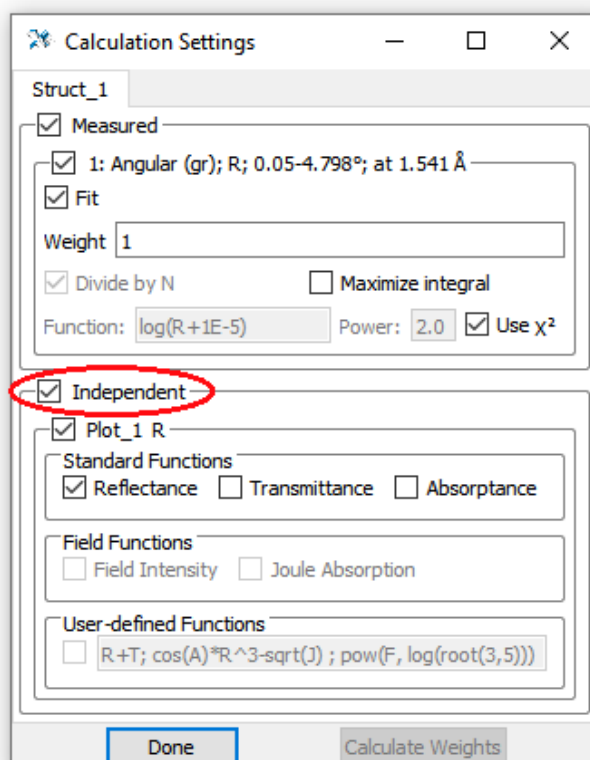 Calculation Settings
Struct_1
Measured
1: Angular (gr); R; 0.05-4.798°; at 1.541 Å
Fit
Weight 1
Divide by N Maximize integral
Function: log(R+1E-5) Power: 2.0 Use χ²
Independent
Plot_1 R
Standard Functions
Reflectance Transmittance Absorptance
Field Functions
Field Intensity Joule Absorption
User-defined Functions
R+T; cos(A)*R^3-sqrt(J) ; pow(F, log(root(3,5)))
Done Calculate Weights